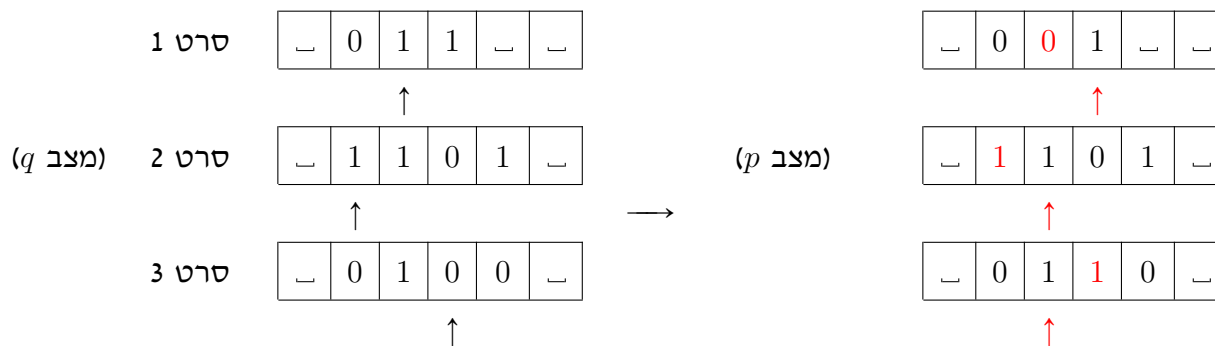 סרט 1 ␣ 0 1 1 ␣ ␣ ␣ 0 0 1 ␣ ␣
↑ ↑
(מצב q) סרט 2 ␣ 1 1 0 1 ␣ (מצב p) ␣ 1 1 0 1 ␣
↑ ⟶ ↑
סרט 3 ␣ 0 1 0 0 ␣ ␣ 0 1 1 0 ␣
↑ ↑